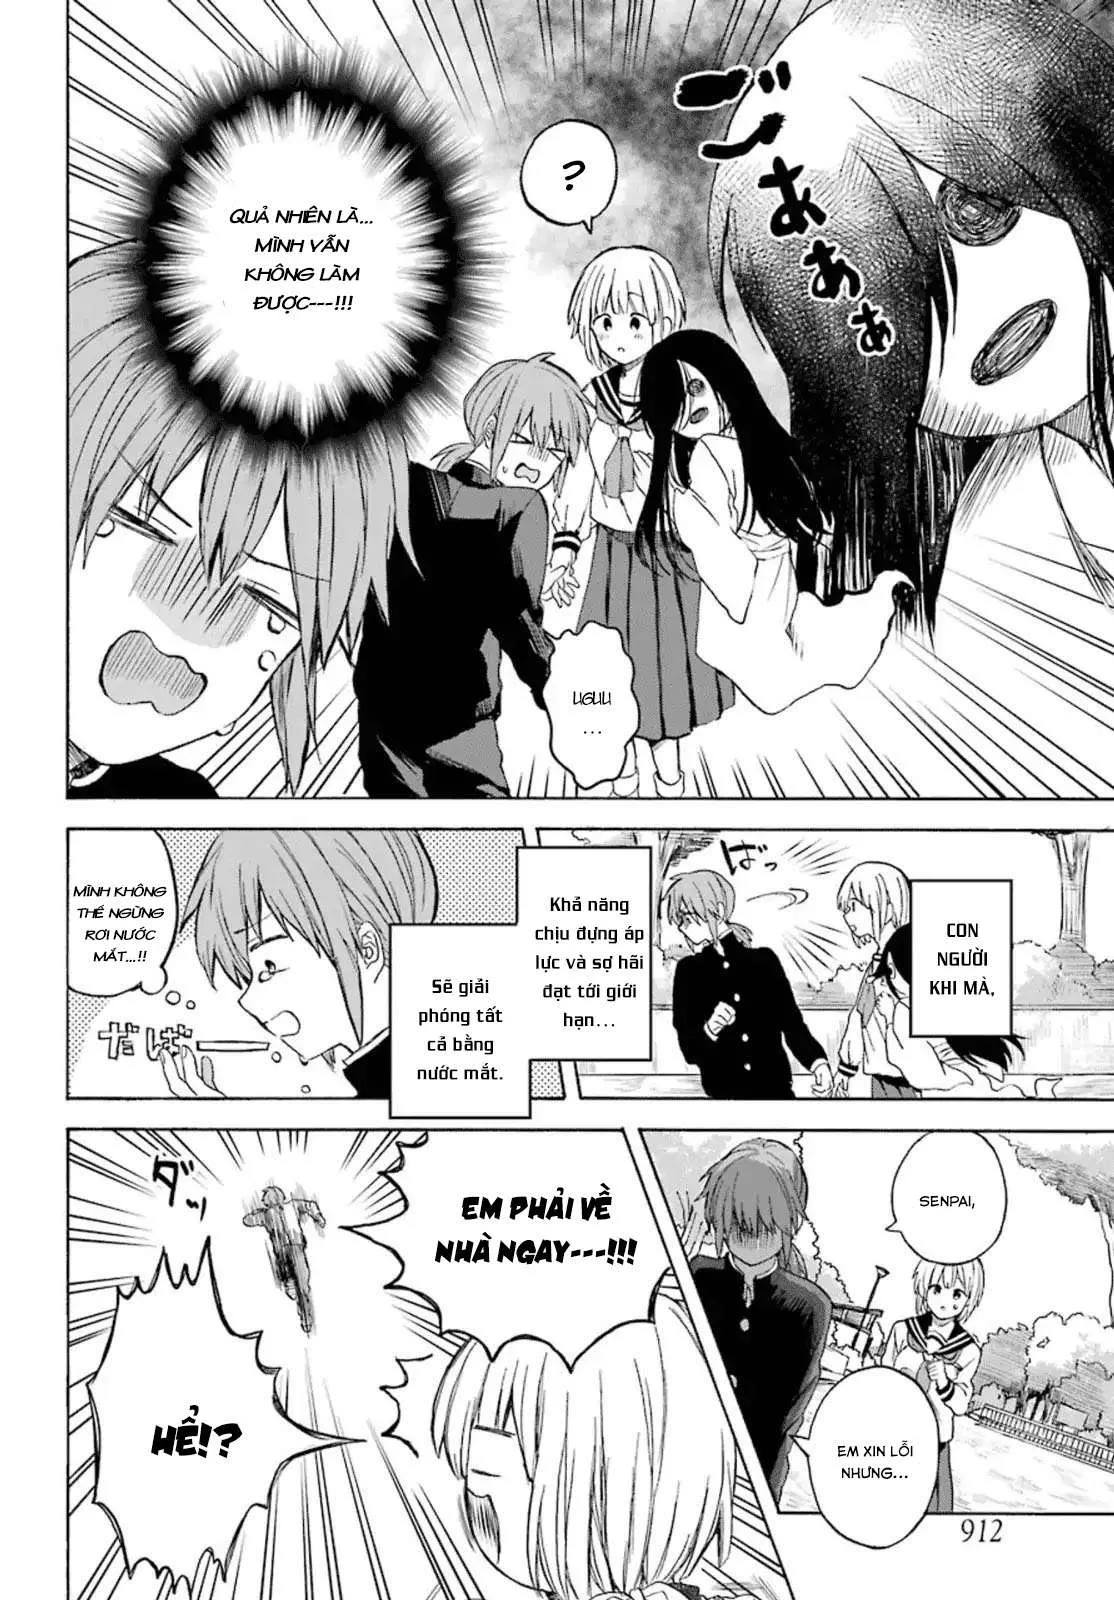 ゴゴ
あぁぁぁ
?
QUẢ NHIÊN LÀ...
MÌNH VẪN
KHÔNG LÀM
ĐƯỢC---!!!
UGUU
...
ばっ
CON
NGƯỜI
KHI MÀ,
Khả năng
chịu đựng áp
lực và sợ hãi
đạt tới giới
hạn...
Sẽ giải
phóng tất
cả bằng
nước mắt.
MÌNH KHÔNG
THỂ NGỪNG
RƠI NƯỚC
MẮT...!!
だばー
SENPAI,
EM XIN LỖI
NHƯNG...
EM PHẢI VỀ
NHÀ NGAY---!!!
ダッ
HỂ!?
912